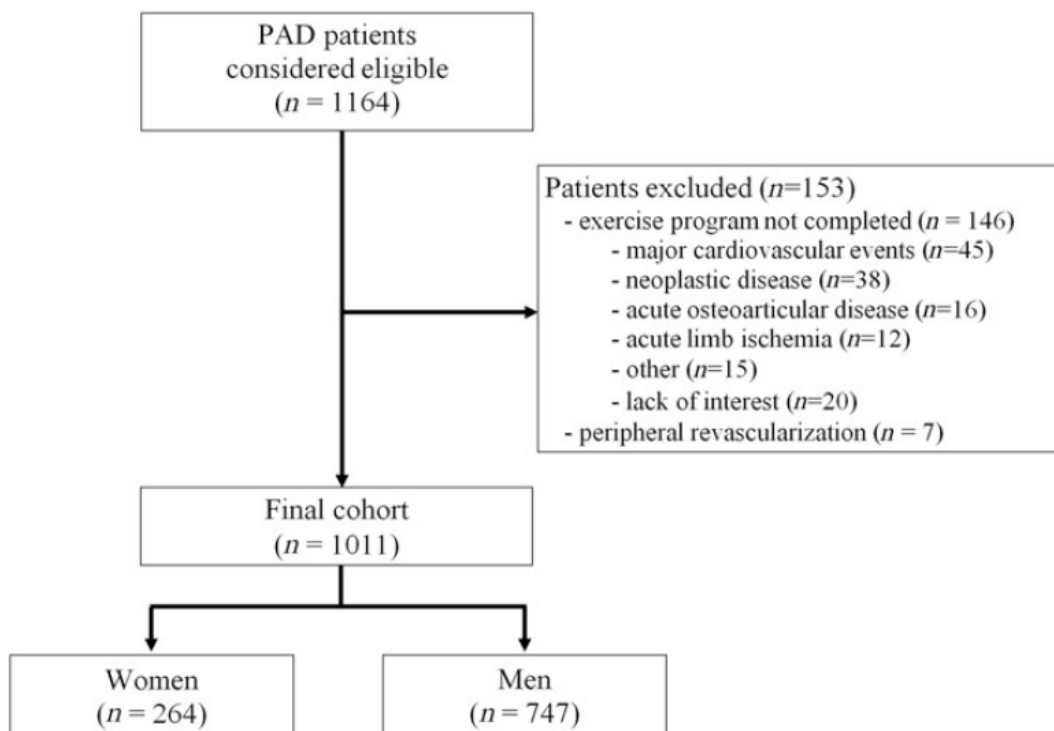 PAD patients
considered eligible
(n = 1164)
Patients excluded (n=153)
- exercise program not completed (n = 146)
- major cardiovascular events (n=45)
- neoplastic disease (n=38)
- acute osteoarticular disease (n=16)
- acute limb ischemia (n=12)
- other (n=15)
- lack of interest (n=20)
- peripheral revascularization (n = 7)
Final cohort
(n = 1011)
Women
(n = 264)
Men
(n = 747)